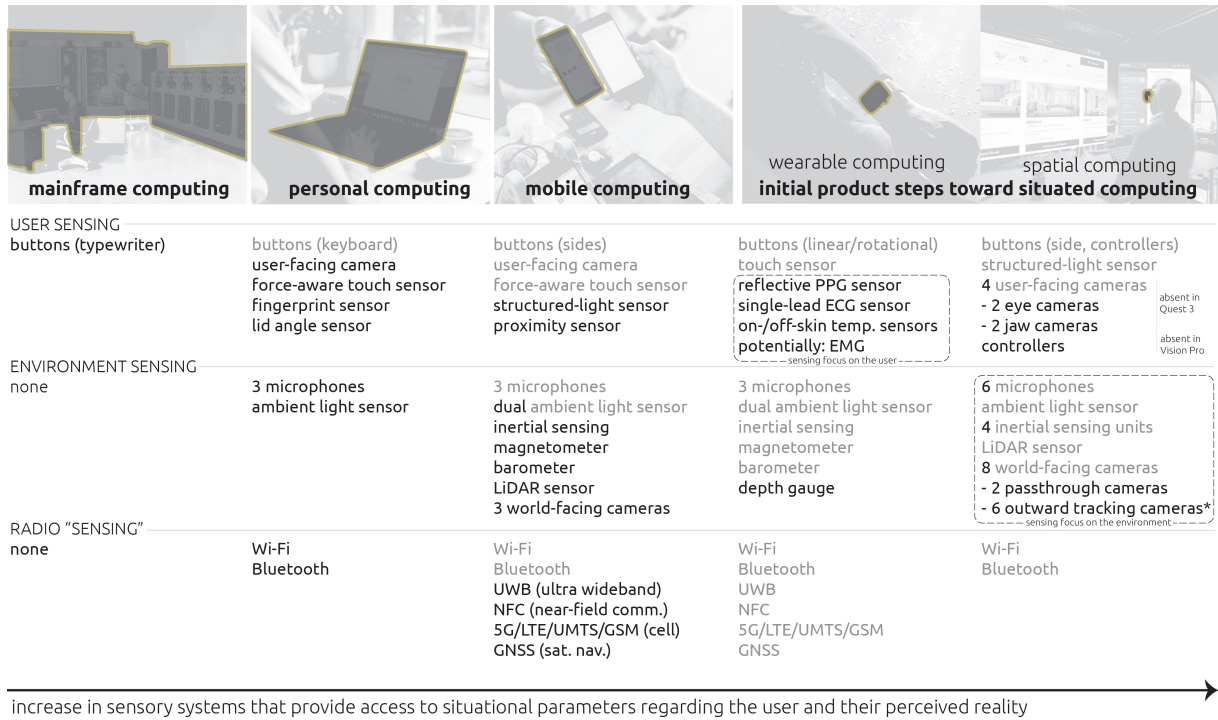 mainframe computing
personal computing
mobile computing
wearable computing
spatial computing
initial product steps toward situated computing
USER SENSING
buttons (typewriter)
buttons (keyboard)
user-facing camera
force-aware touch sensor
fingerprint sensor
lid angle sensor
buttons (sides)
user-facing camera
force-aware touch sensor
structured-light sensor
proximity sensor
buttons (linear/rotational)
touch sensor
reflective PPG sensor
single-lead ECG sensor
on-/off-skin temp. sensors
potentially: EMG
sensing focus on the user
buttons (side, controllers)
structured-light sensor
4 user-facing cameras
- 2 eye cameras
- 2 jaw cameras
controllers
absent in
Quest 3
absent in
Vision Pro
ENVIRONMENT SENSING
none
3 microphones
ambient light sensor
3 microphones
dual ambient light sensor
inertial sensing
magnetometer
barometer
LiDAR sensor
3 world-facing cameras
3 microphones
dual ambient light sensor
inertial sensing
magnetometer
barometer
depth gauge
6 microphones
ambient light sensor
4 inertial sensing units
LiDAR sensor
8 world-facing cameras
- 2 passthrough cameras
- 6 outward tracking cameras*
sensing focus on the environment
RADIO “SENSING”
none
Wi-Fi
Bluetooth
Wi-Fi
Bluetooth
UWB (ultra wideband)
NFC (near-field comm.)
5G/LTE/UMTS/GSM (cell)
GNSS (sat. nav.)
Wi-Fi
Bluetooth
UWB
NFC
5G/LTE/UMTS/GSM
GNSS
Wi-Fi
Bluetooth
increase in sensory systems that provide access to situational parameters regarding the user and their perceived reality